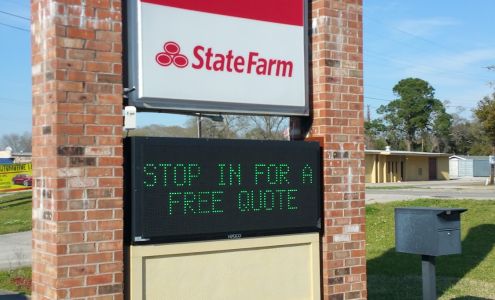 State Farm
STOP IN FOR A
FREE QUOTE